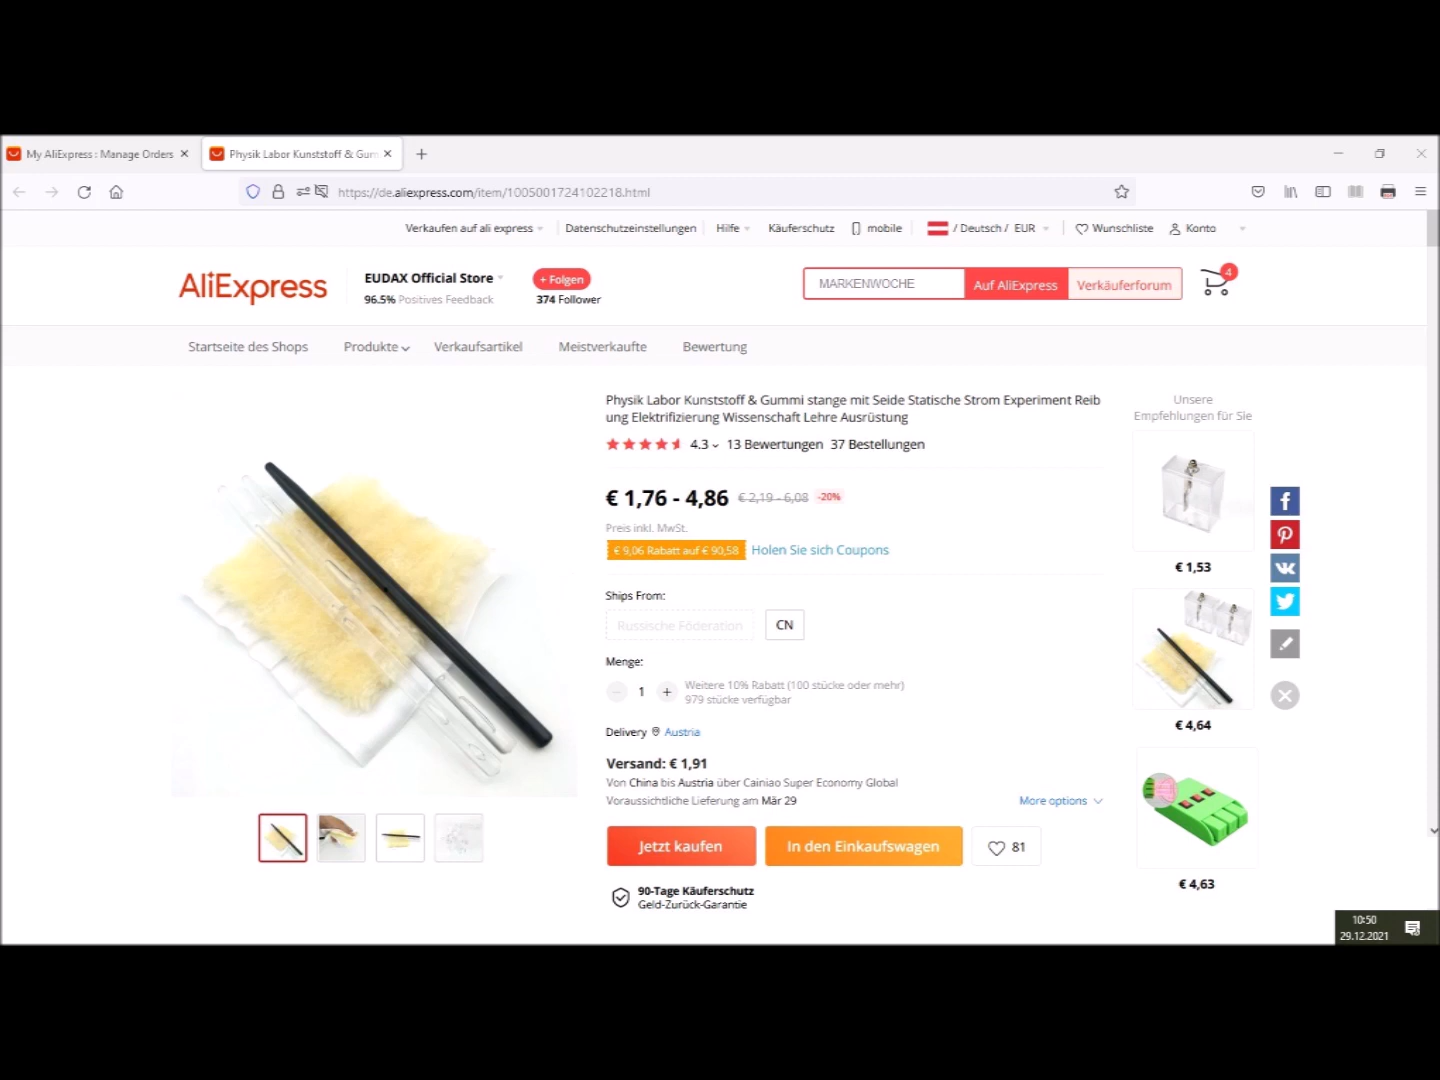 My AliExpress : Manage Orders
Physik Labor Kunststoff & Gum
https://de.aliexpress.com/item/1005001724102218.html
Verkaufen auf ali express
Datenschutzeinstellungen
Hilfe
Käuferschutz
mobile
/ Deutsch / EUR
Wunschliste
Konto
AliExpress
EUDAX Official Store
96.5% Positives Feedback
+ Folgen
374 Follower
MARKENWOCHE
Auf AliExpress
Verkäuferforum
4
Startseite des Shops
Produkte
Verkaufsartikel
Meistverkaufte
Bewertung
Physik Labor Kunststoff & Gummi stange mit Seide Statische Strom Experiment Reib
ung Elektrifizierung Wissenschaft Lehre Ausrüstung
4.3 13 Bewertungen 37 Bestellungen
€ 1,76 - 4,86 € 2,19 - 6,08 -20%
Preis inkl. MwSt.
€ 9,06 Rabatt auf € 90,58 Holen Sie sich Coupons
Ships From:
Russische Föderation
CN
Menge:
1
Weitere 10% Rabatt (100 stücke oder mehr)
979 stücke verfügbar
Delivery Austria
Versand: € 1,91
Von China bis Austria über Cainiao Super Economy Global
Voraussichtliche Lieferung am Mär 29
More options
Jetzt kaufen
In den Einkaufswagen
81
90-Tage Käuferschutz
Geld-Zurück-Garantie
Unsere
Empfehlungen für Sie
€ 1,53
€ 4,64
€ 4,63
10:50
29.12.2021